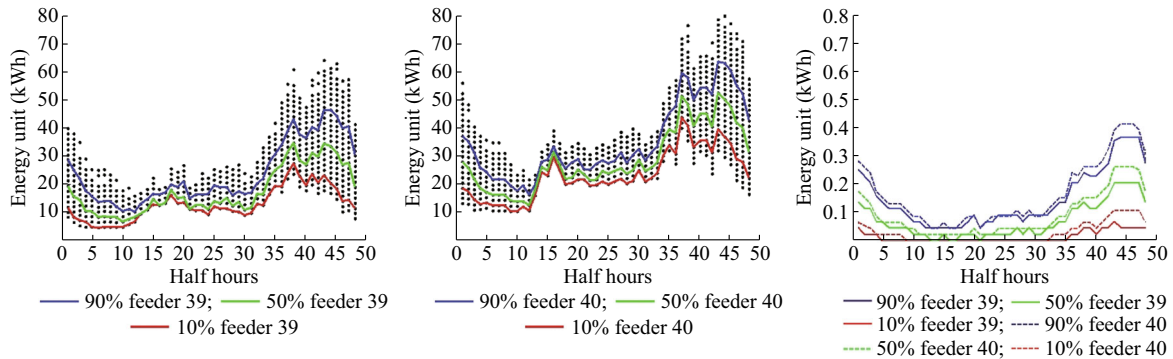 Energy unit (kWh)
80
70
60
50
40
30
20
10
0 5 10 15 20 25 30 35 40 45 50
Half hours
90% feeder 39; 50% feeder 39
10% feeder 39
Energy unit (kWh)
80
70
60
50
40
30
20
10
0 5 10 15 20 25 30 35 40 45 50
Half hours
90% feeder 40; 50% feeder 40
10% feeder 40
Energy unit (kWh)
0.8
0.7
0.6
0.5
0.4
0.3
0.2
0.1
0 5 10 15 20 25 30 35 40 45 50
Half hours
90% feeder 39; 50% feeder 39
10% feeder 39; 90% feeder 40
50% feeder 40; 10% feeder 40